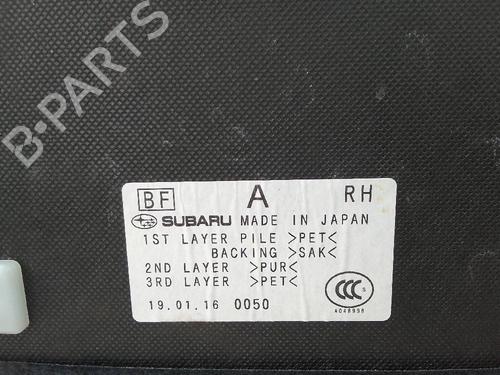 B-PARTS
BF A RH
SUBARU MADE IN JAPAN
1ST LAYER PILE >PET<
BACKING >SAK<
2ND LAYER >PUR<
3RD LAYER >PET<
19.01.16 0050
CCC S
A048998